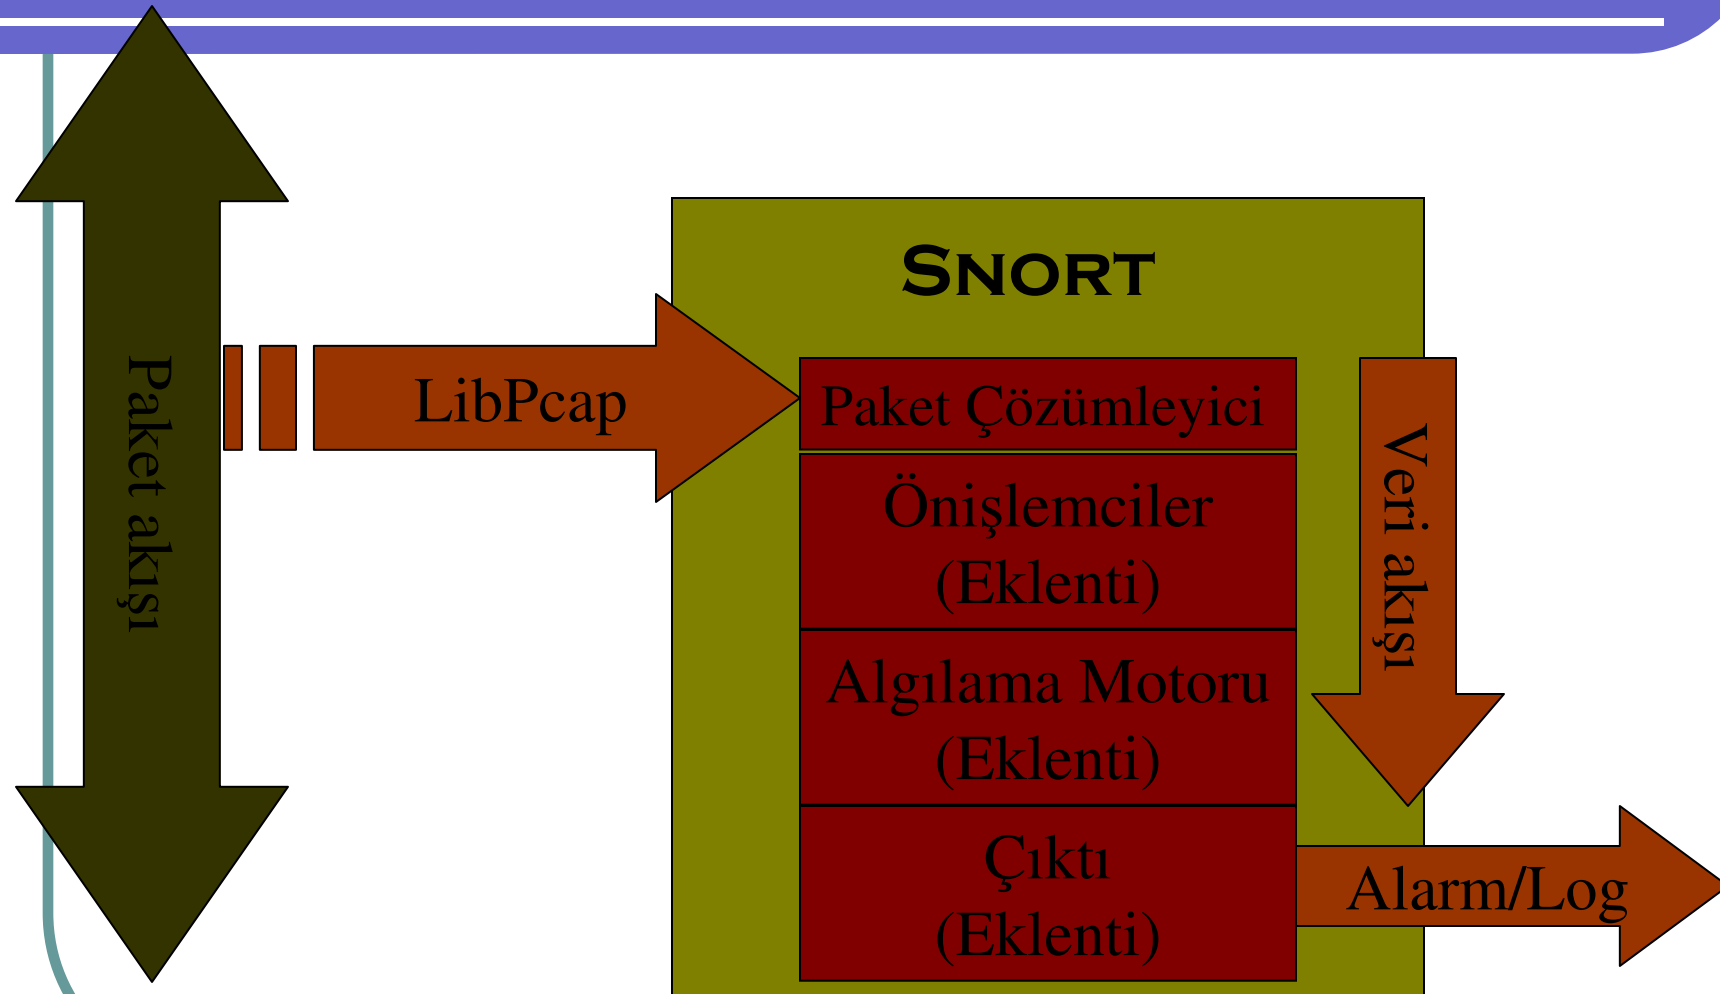 Snort
Paket akışı
LibPcap
Paket Çözümleyici
Önişlemciler
(Eklenti)
Algılama Motoru
(Eklenti)
Çıktı
(Eklenti)
Veri akışı
Alarm/Log